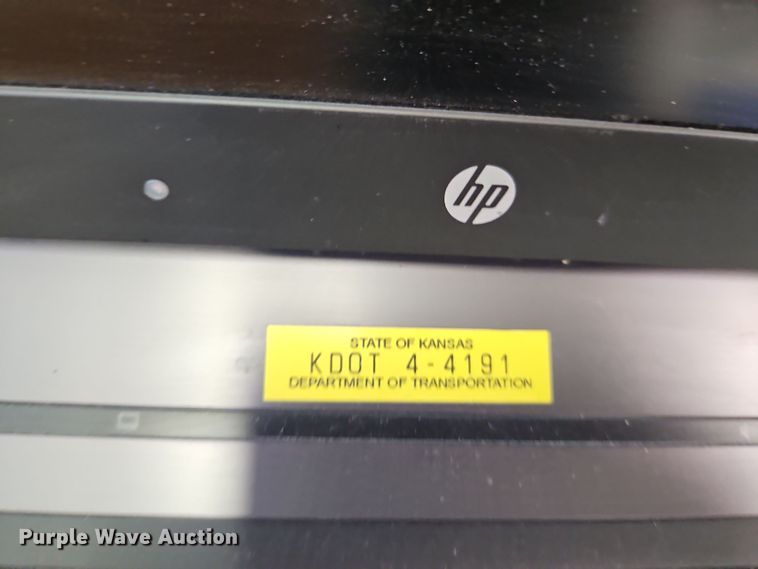 hp
STATE OF KANSAS
KDOT 4-4191
DEPARTMENT OF TRANSPORTATION
Purple Wave Auction